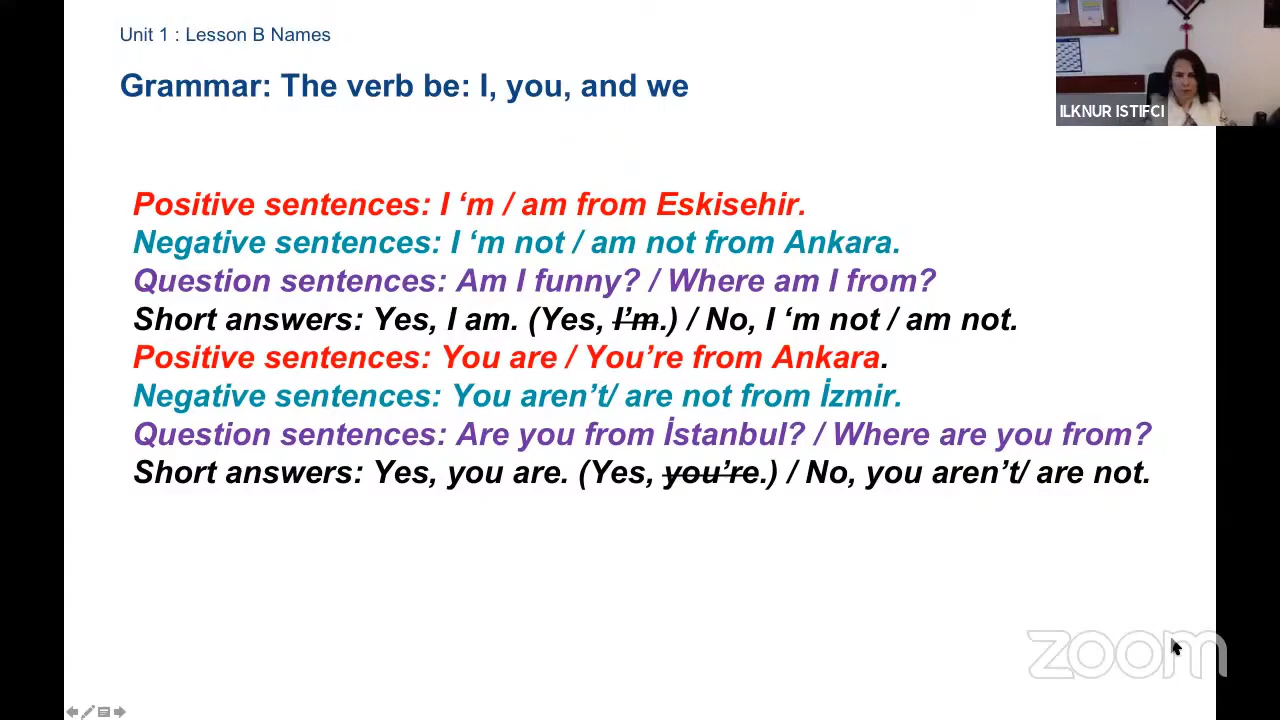 Unit 1 : Lesson B Names
Grammar: The verb be: I, you, and we
ILKNUR ISTIFCI
Positive sentences: I ‘m / am from Eskisehir.
Negative sentences: I ‘m not / am not from Ankara.
Question sentences: Am I funny? / Where am I from?
Short answers: Yes, I am. (Yes, I’m.) / No, I ‘m not / am not.
Positive sentences: You are / You’re from Ankara.
Negative sentences: You aren’t/ are not from İzmir.
Question sentences: Are you from İstanbul? / Where are you from?
Short answers: Yes, you are. (Yes, you’re.) / No, you aren’t/ are not.
zoom